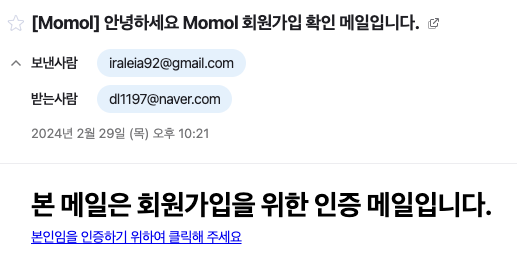 [Momol] 안녕하세요 Momol 회원가입 확인 메일입니다.
보낸사람 iraleia92@gmail.com
받는사람 dl1197@naver.com
2024년 2월 29일 (목) 오후 10:21
본 메일은 회원가입을 위한 인증 메일입니다.
본인임을 인증하기 위하여 클릭해 주세요